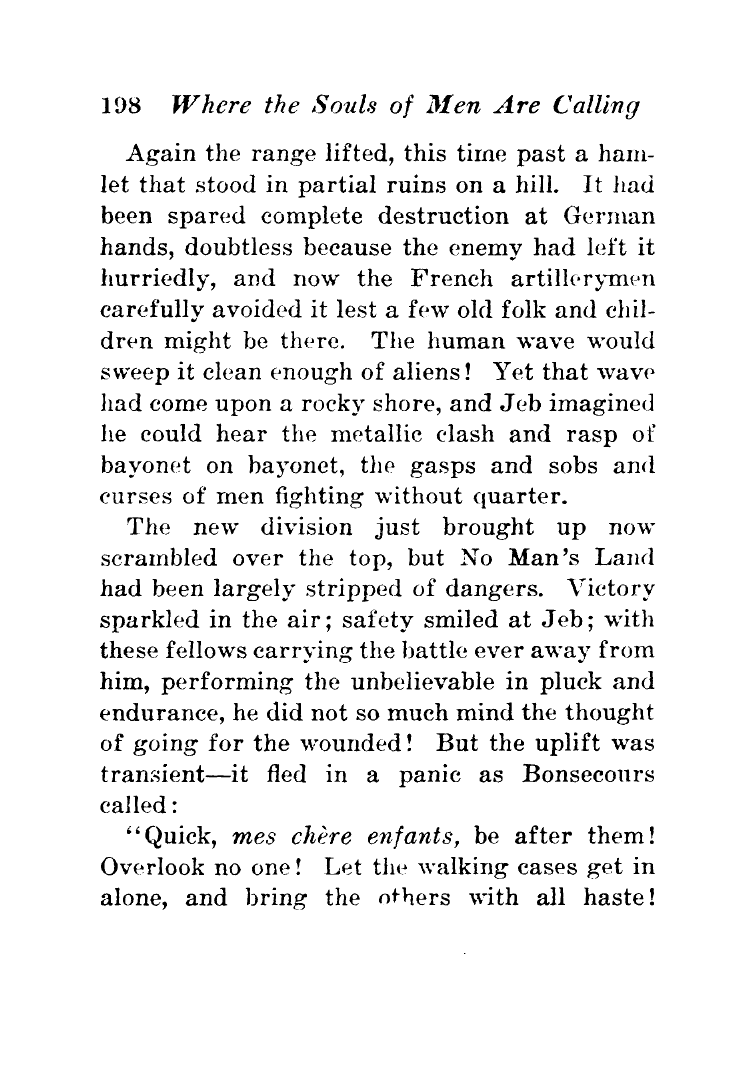 198 Where the Souls of Men Are Calling
Again the range lifted, this time past a ham-
let that stood in partial ruins on a hill. It had
been spared complete destruction at German
hands, doubtless because the enemy had left it
hurriedly, and now the French artillerymen
carefully avoided it lest a few old folk and chil-
dren might be there. The human wave would
sweep it clean enough of aliens! Yet that wave
had come upon a rocky shore, and Jeb imagined
he could hear the metallic clash and rasp of
bayonet on bayonet, the gasps and sobs and
curses of men fighting without quarter.
The new division just brought up now
scrambled over the top, but No Man's Land
had been largely stripped of dangers. Victory
sparkled in the air; safety smiled at Jeb; with
these fellows carrying the battle ever away from
him, performing the unbelievable in pluck and
endurance, he did not so much mind the thought
of going for the wounded! But the uplift was
transient—it fled in a panic as Bonsecours
called:
"Quick, mes chère enfants, be after them!
Overlook no one! Let the walking cases get in
alone, and bring the others with all haste!